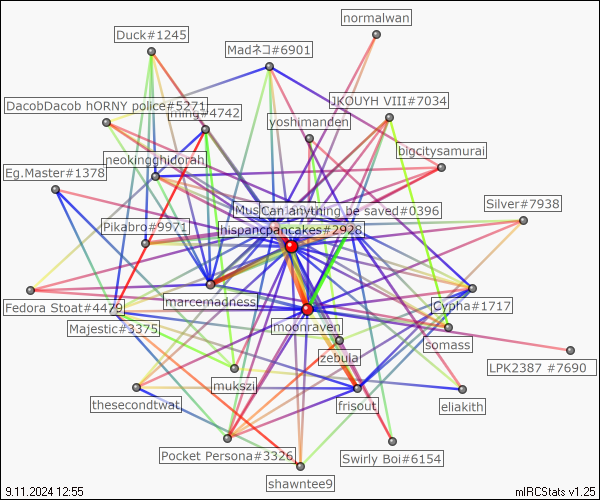 normalwan
Duck#1245
Madネコ#6901
DacobDacob hORNY police#5271
JKOUYH VIII#7034
ming#4742
yoshimanden
bigcitysamurai
neokingghidorah
Eg.Master#1378
Silver#7938
Mus
Can anything be saved#0396
Pikabro#9971
hispancpancakes#2928
marcemadness
Fedora Stoat#4479
Cypha#1717
Majestic#3375
moonraven
somass
zebula
LPK2387 #7690
mukszi
thesecondtwat
frisout
eliakith
Pocket Persona#3326
Swirly Boi#6154
shawntee9
9.11.2024 12:55
mIRCStats v1.25